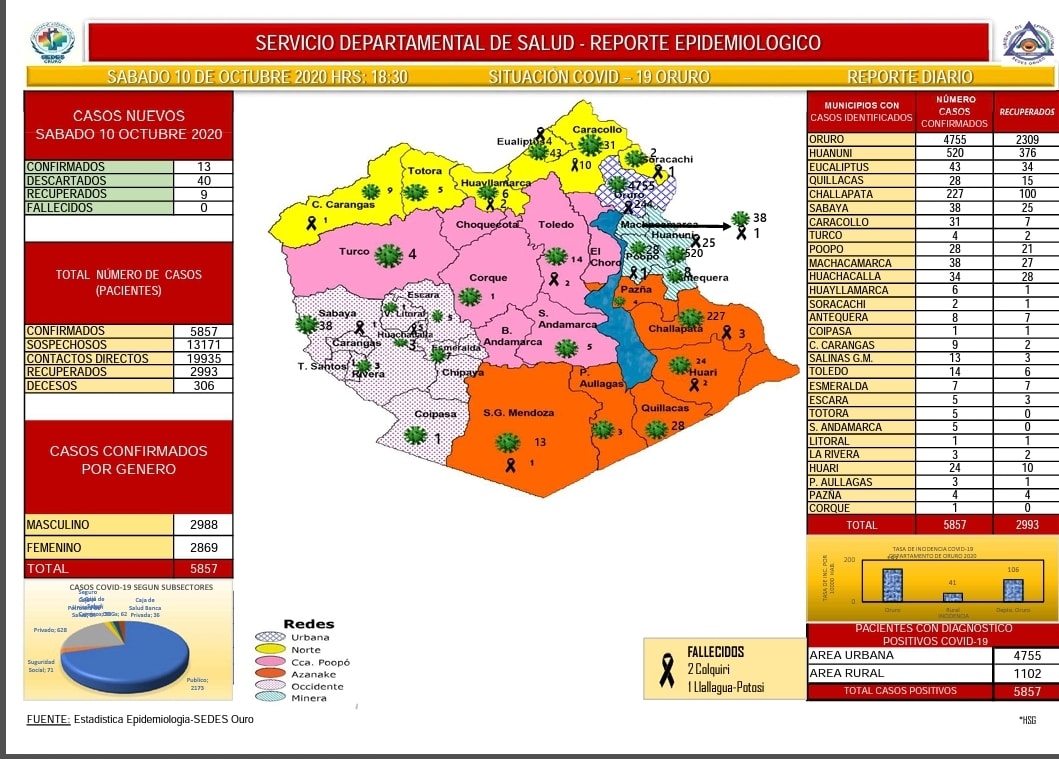 SERVICIO DEPARTAMENTAL DE SALUD - REPORTE EPIDEMIOLOGICO
SABADO 10 DE OCTUBRE 2020 HRS: 18:30 SITUACIÒN COVID – 19 ORURO REPORTE DIARIO
CASOS NUEVOS
SABADO 10 OCTUBRE 2020
CONFIRMADOS 13
DESCARTADOS 40
RECUPERADOS 9
FALLECIDOS 0
TOTAL NÚMERO DE CASOS
(PACIENTES)
CONFIRMADOS 5857
SOSPECHOSOS 13171
CONTACTOS DIRECTOS 19935
RECUPERADOS 2993
DECESOS 306
CASOS CONFIRMADOS
POR GENERO
MASCULINO 2988
FEMENINO 2869
TOTAL 5857
CASOS COVID-19 SEGUN SUBSECTORES
Caja de
Salud Banca
Privada; 36
Privado; 628
Suguridad
Social; 71
Publico;
2173
Caracollo
31
10
Eualiptu 34
43
2
Soracachi
1
4755
Oruro
244
Totora
5
Huayllamarca
6
2
9
C. Carangas
1
Choquecota
Toledo
14
2
Machacamarca
38
1
Huanuni
25
520
28
Poopó
1
8
Antequera
El
Chord
Turco
4
Corque
1
Pazña
4
Escara
5
Sabaya
38
1
V. Litoral
1
Huachacalla
3
Carangas
Esmeralda
7
T. Santos
Rivera
3
Chipaya
S.
Andamarca
5
B.
Andamarca
Challapata
227
3
24
Huari
2
P.
Aullagas
3
Quillacas
28
Coipasa
1
S.G. Mendoza
13
1
Redes
Urbana
Norte
Cca. Poopó
Azanake
Occidente
Minera
FALLECIDOS
2 Colquiri
1 Llallagua-Potosi
MUNICIPIOS CON CASOS IDENTIFICADOS NÚMERO CASOS CONFIRMADOS RECUPERADOS
ORURO 4755 2309
HUANUNI 520 376
EUCALIPTUS 43 34
QUILLACAS 28 15
CHALLAPATA 227 100
SABAYA 38 25
CARACOLLO 31 7
TURCO 4 2
POOPO 28 21
MACHACAMARCA 38 27
HUACHACALLA 34 28
HUAYLLAMARCA 6 1
SORACACHI 2 1
ANTEQUERA 8 7
COIPASA 1 1
C. CARANGAS 9 2
SALINAS G.M. 13 3
TOLEDO 14 6
ESMERALDA 7 7
ESCARA 5 3
TOTORA 5 0
S. ANDAMARCA 5 0
LITORAL 1 1
LA RIVERA 3 2
HUARI 24 10
P. AULLAGAS 3 1
PAZÑA 4 4
CORQUE 1 0
TOTAL 5857 2993
TASA DE INCIDENCIA COVID-19
DEPARTAMENTO DE ORURO 2020
TASA DE INC. POR
10000 HAB.
200
0
41
106
Oruro Rural Depto. Oruro
INCIDENCIA
PACIENTES CON DIAGNOSTICO
POSITIVOS COVID-19
AREA URBANA 4755
AREA RURAL 1102
TOTAL CASOS POSITIVOS 5857
FUENTE: Estadistica Epidemiologia-SEDES Ouro
*HSG